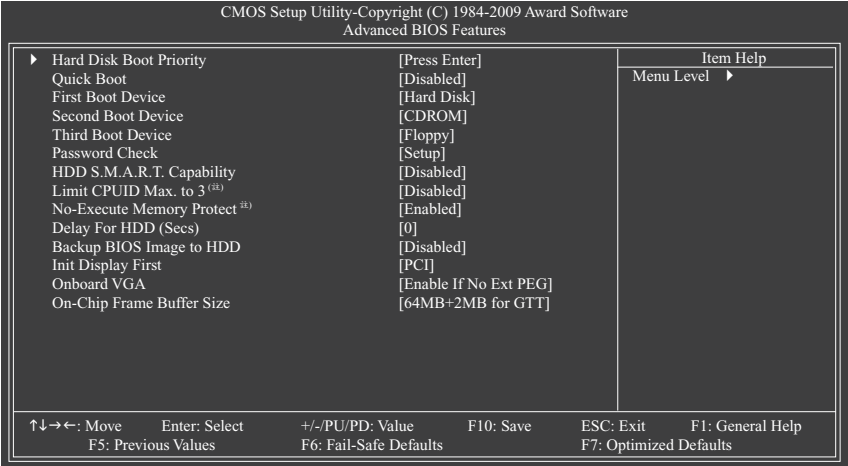 CMOS Setup Utility-Copyright (C) 1984-2009 Award Software
Advanced BIOS Features
Hard Disk Boot Priority [Press Enter]
Quick Boot [Disabled]
First Boot Device [Hard Disk]
Second Boot Device [CDROM]
Third Boot Device [Floppy]
Password Check [Setup]
HDD S.M.A.R.T. Capability [Disabled]
Limit CPUID Max. to 3 (註) [Disabled]
No-Execute Memory Protect 註) [Enabled]
Delay For HDD (Secs) [0]
Backup BIOS Image to HDD [Disabled]
Init Display First [PCI]
Onboard VGA [Enable If No Ext PEG]
On-Chip Frame Buffer Size [64MB+2MB for GTT]
Item Help
Menu Level
↑↓→←: Move Enter: Select +/-/PU/PD: Value F10: Save ESC: Exit F1: General Help
F5: Previous Values F6: Fail-Safe Defaults F7: Optimized Defaults